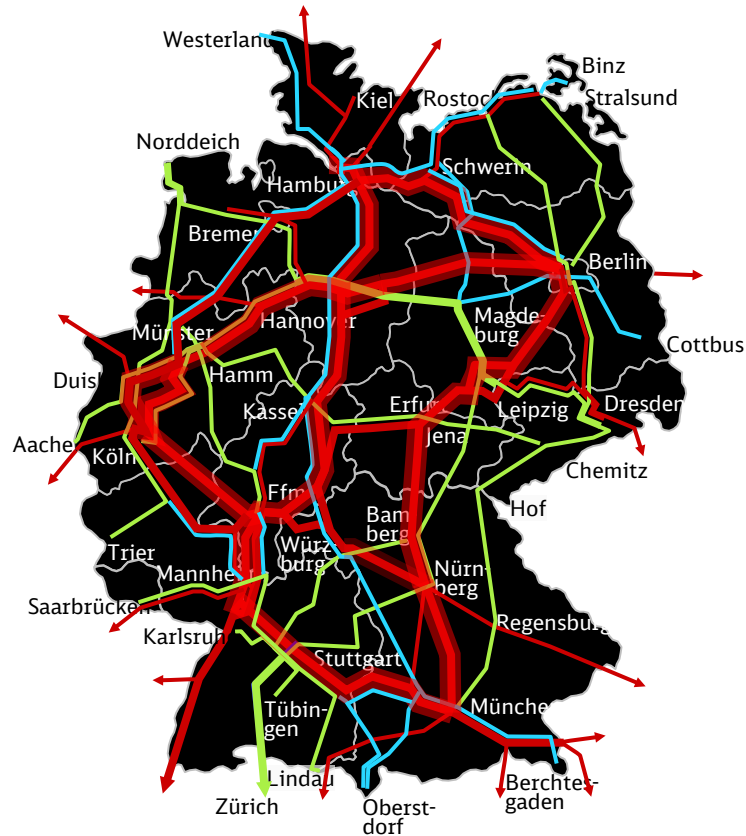 Westerland
Binz
Kiel
Rostock
Stralsund
Norddeich
Schwerin
Hamburg
Bremen
Berlin
Hannover
Magde-
burg
Münster
Cottbus
Duisb
Hamm
Kassel
Erfurt
Leipzig
Dresden
Jena
Aachen
Köln
Chemitz
Ffm
Hof
Bam
berg
Trier
Würz-
burg
Mannheim
Nürn-
berg
Saarbrücken
Regensburg
Karlsruhe
Stuttgart
Tübin-
gen
München
Lindau
Zürich
Oberst-
dorf
Berchtes-
gaden